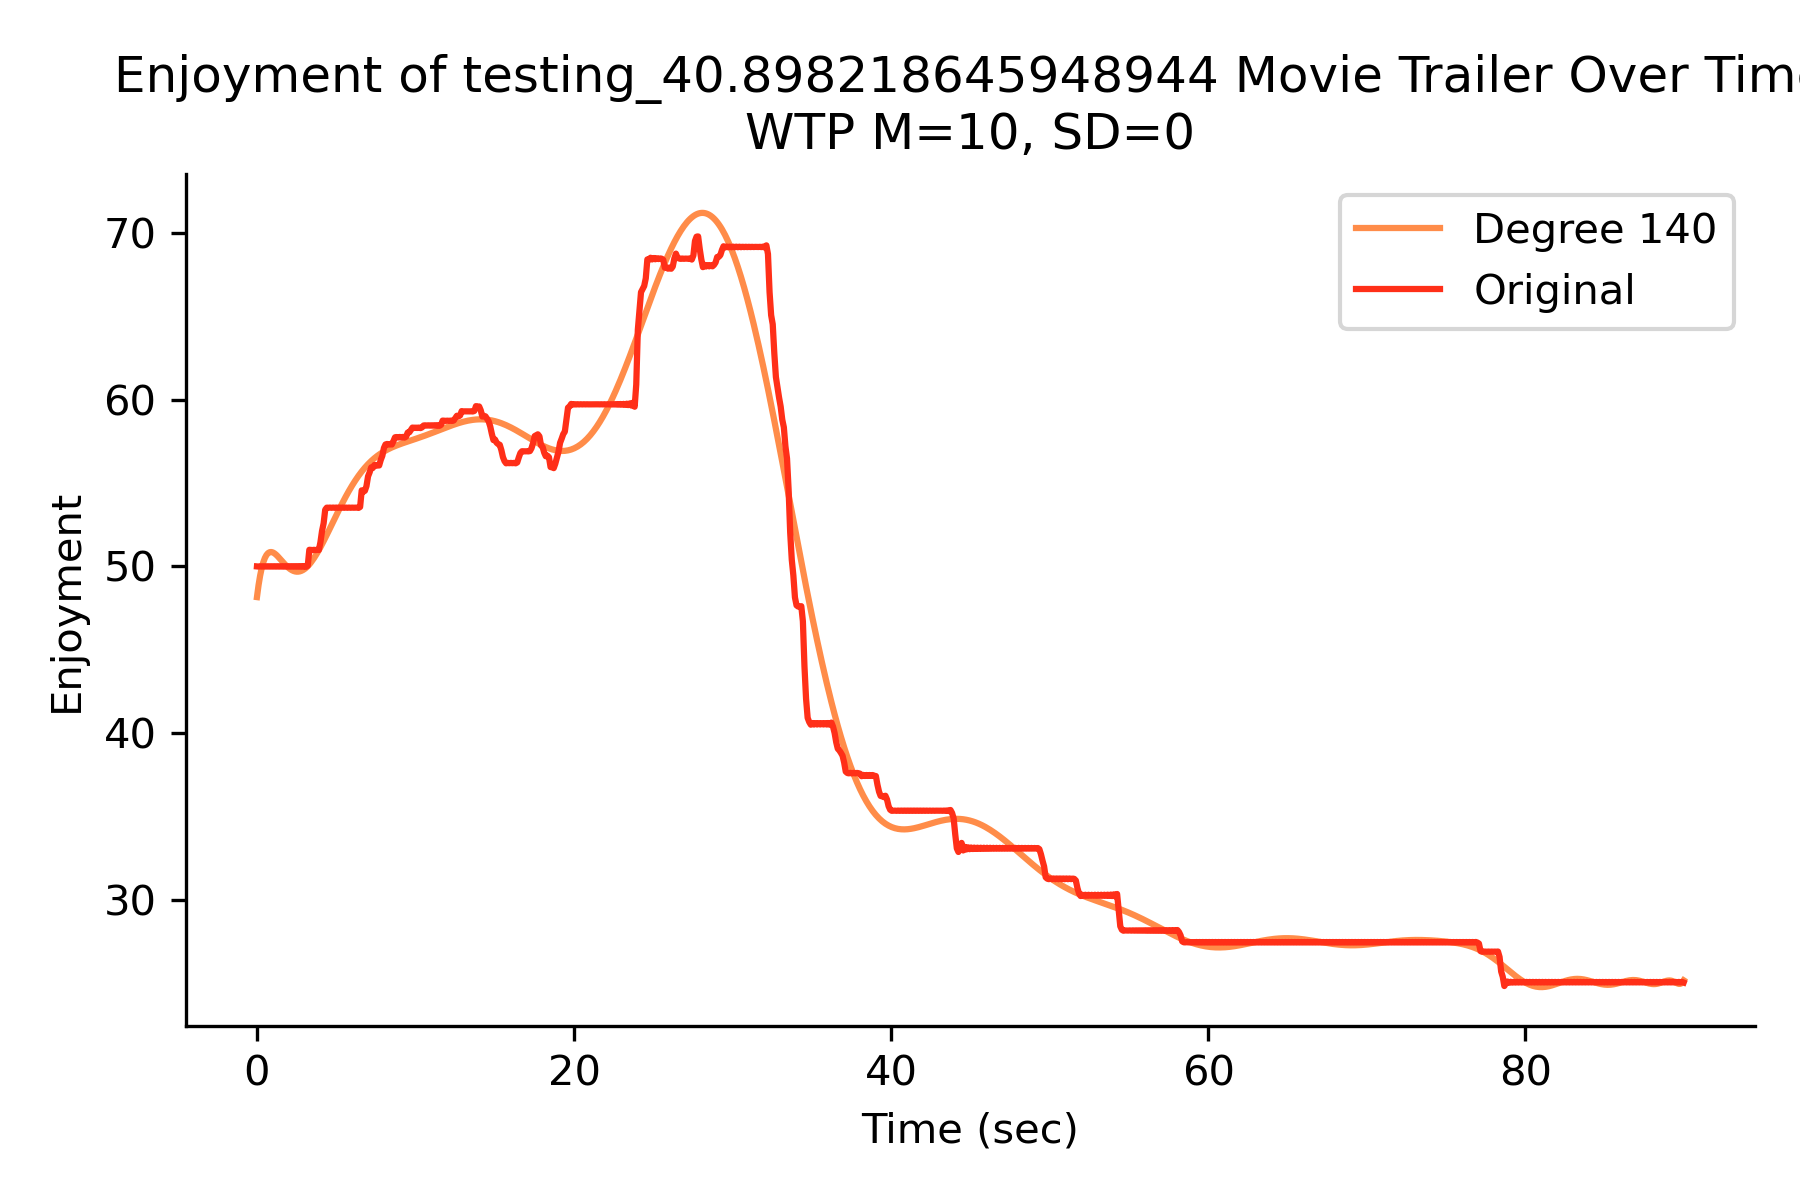 Enjoyment of testing_40.898218645948944 Movie Trailer Over Time
WTP M=10, SD=0
Degree 140
Original
Enjoyment
70
60
50
40
30
0 20 40 60 80
Time (sec)